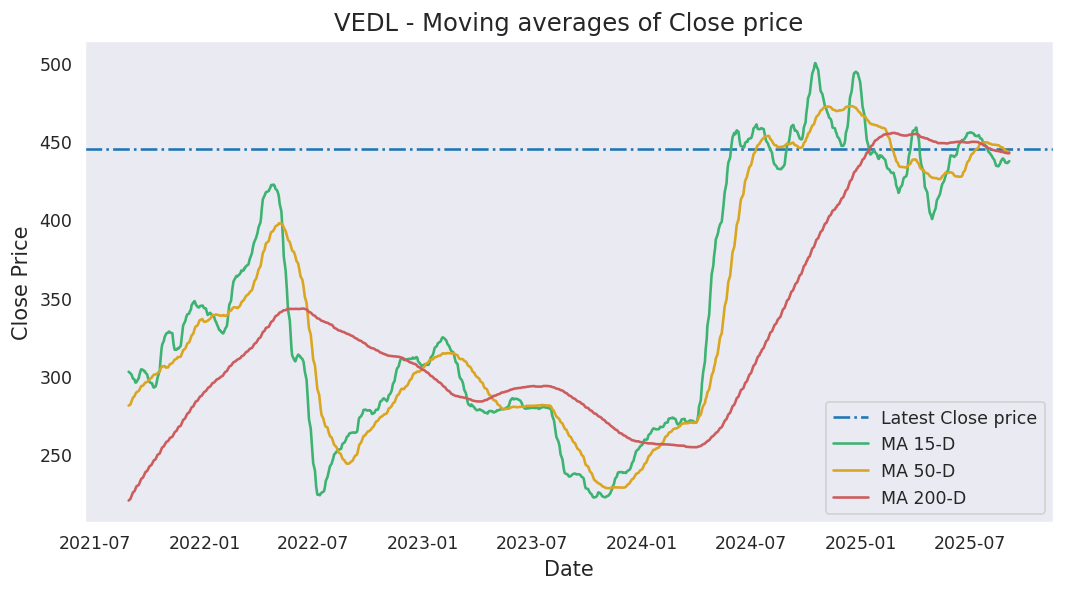 VEDL - Moving averages of Close price
Close Price
500
450
400
350
300
250
2021-07 2022-01 2022-07 2023-01 2023-07 2024-01 2024-07 2025-01 2025-07
Date
Latest Close price
MA 15-D
MA 50-D
MA 200-D